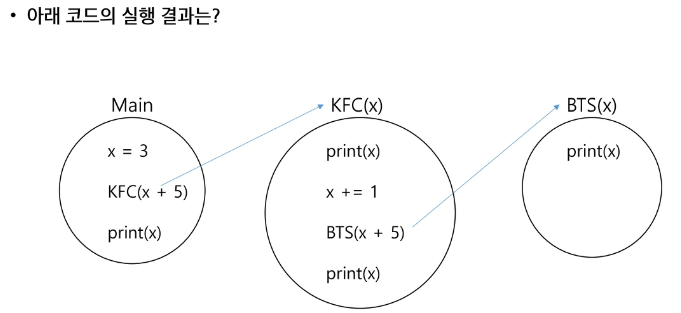 • 아래 코드의 실행 결과는?
Main
x = 3
KFC(x + 5)
print(x)
KFC(x)
print(x)
x += 1
BTS(x + 5)
print(x)
BTS(x)
print(x)